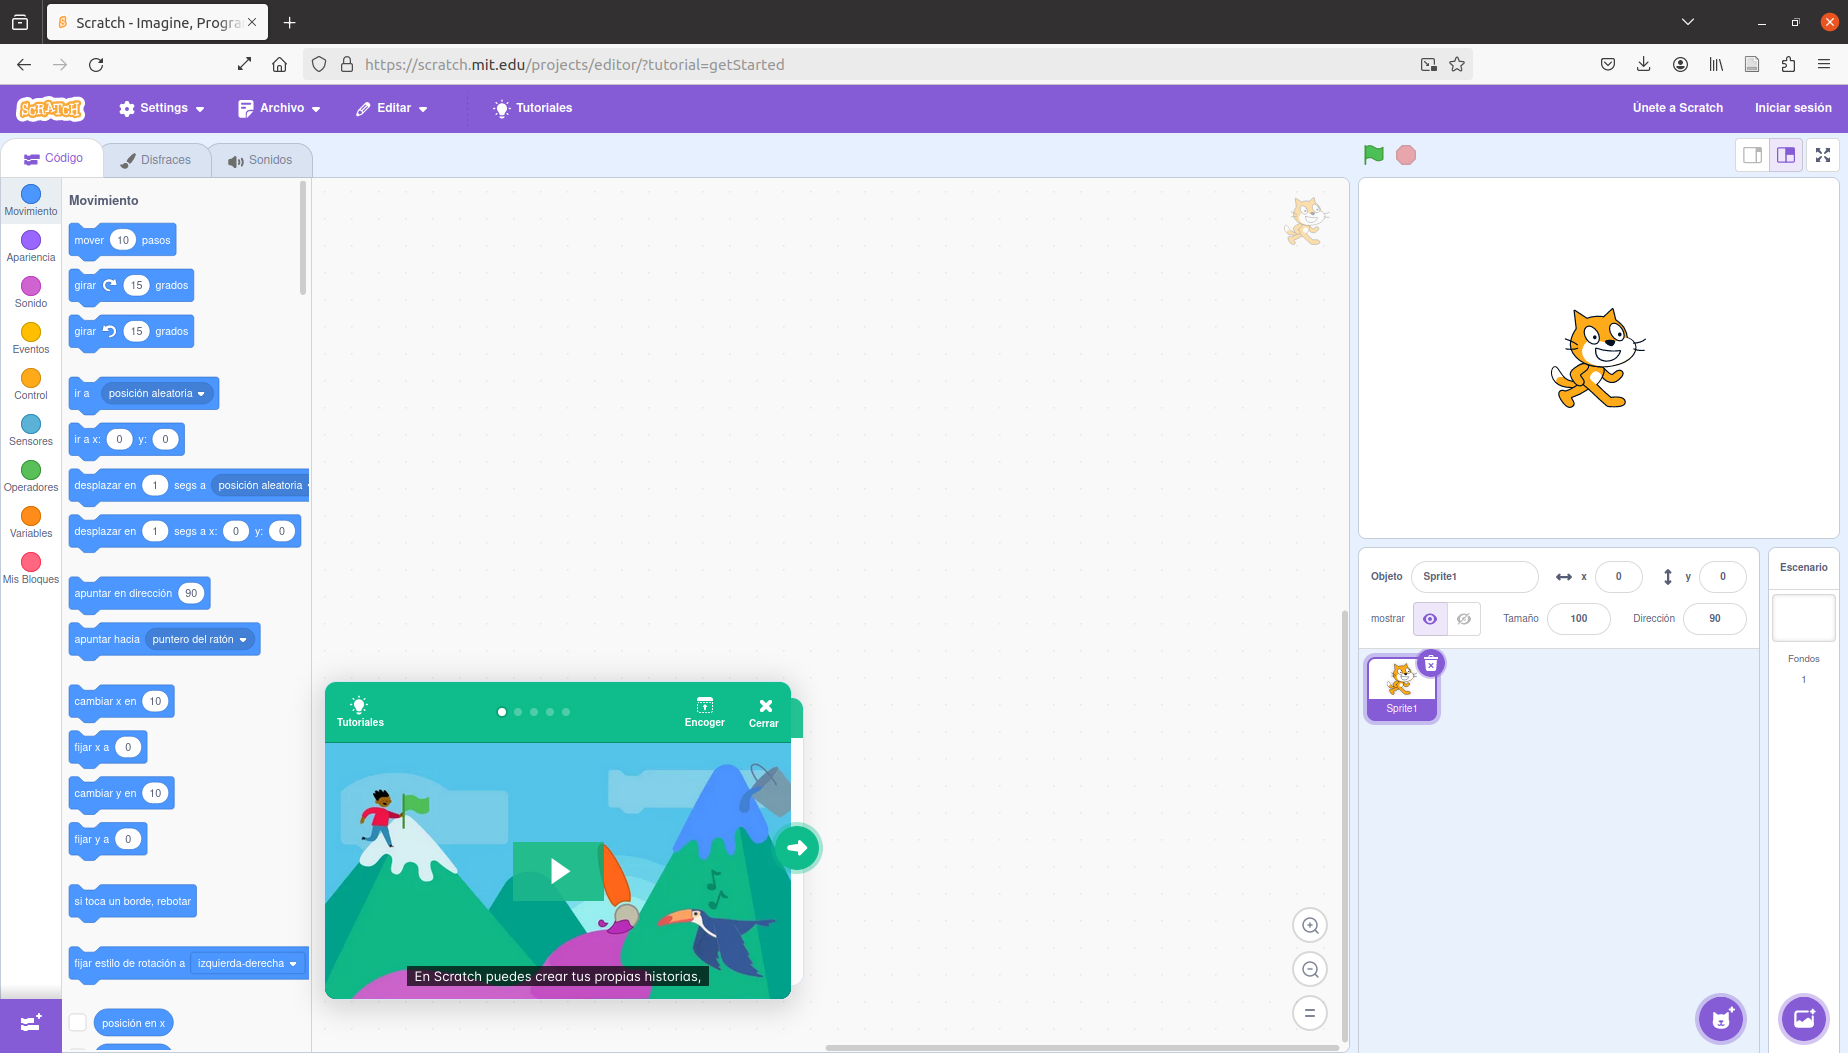 Scratch - Imagine, Progra
https://scratch.mit.edu/projects/editor/?tutorial=getStarted
SCRATCH
Settings
Archivo
Editar
Tutoriales
Únete a Scratch
Iniciar sesión
Código
Disfraces
Sonidos
Movimiento
Apariencia
Sonido
Eventos
Control
Sensores
Operadores
Variables
Mis Bloques
Movimiento
mover 10 pasos
girar 15 grados
girar 15 grados
ir a posición aleatoria
ir a x: 0 y: 0
desplazar en 1 segs a posición aleatoria
desplazar en 1 segs a x: 0 y: 0
apuntar en dirección 90
apuntar hacia puntero del ratón
cambiar x en 10
fijar x a 0
cambiar y en 10
fijar y a 0
si toca un borde, rebotar
fijar estilo de rotación a izquierda-derecha
posición en x
Tutoriales
Encoger
Cerrar
En Scratch puedes crear tus propias historias,
Objeto Sprite1 x 0 y 0
mostrar Tamaño 100 Dirección 90
Sprite1
Escenario
Fondos
1